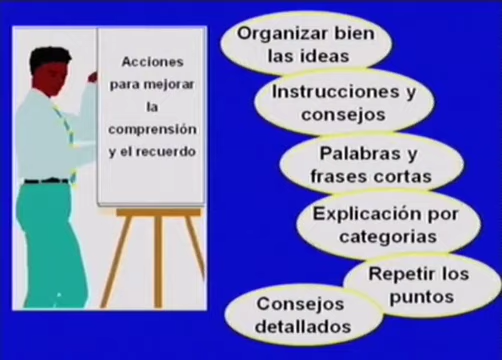 Acciones
para mejorar
la
comprensión
y el recuerdo
Organizar bien
las ideas
Instrucciones y
consejos
Palabras y
frases cortas
Explicación por
categorias
Repetir los
puntos
Consejos
detallados